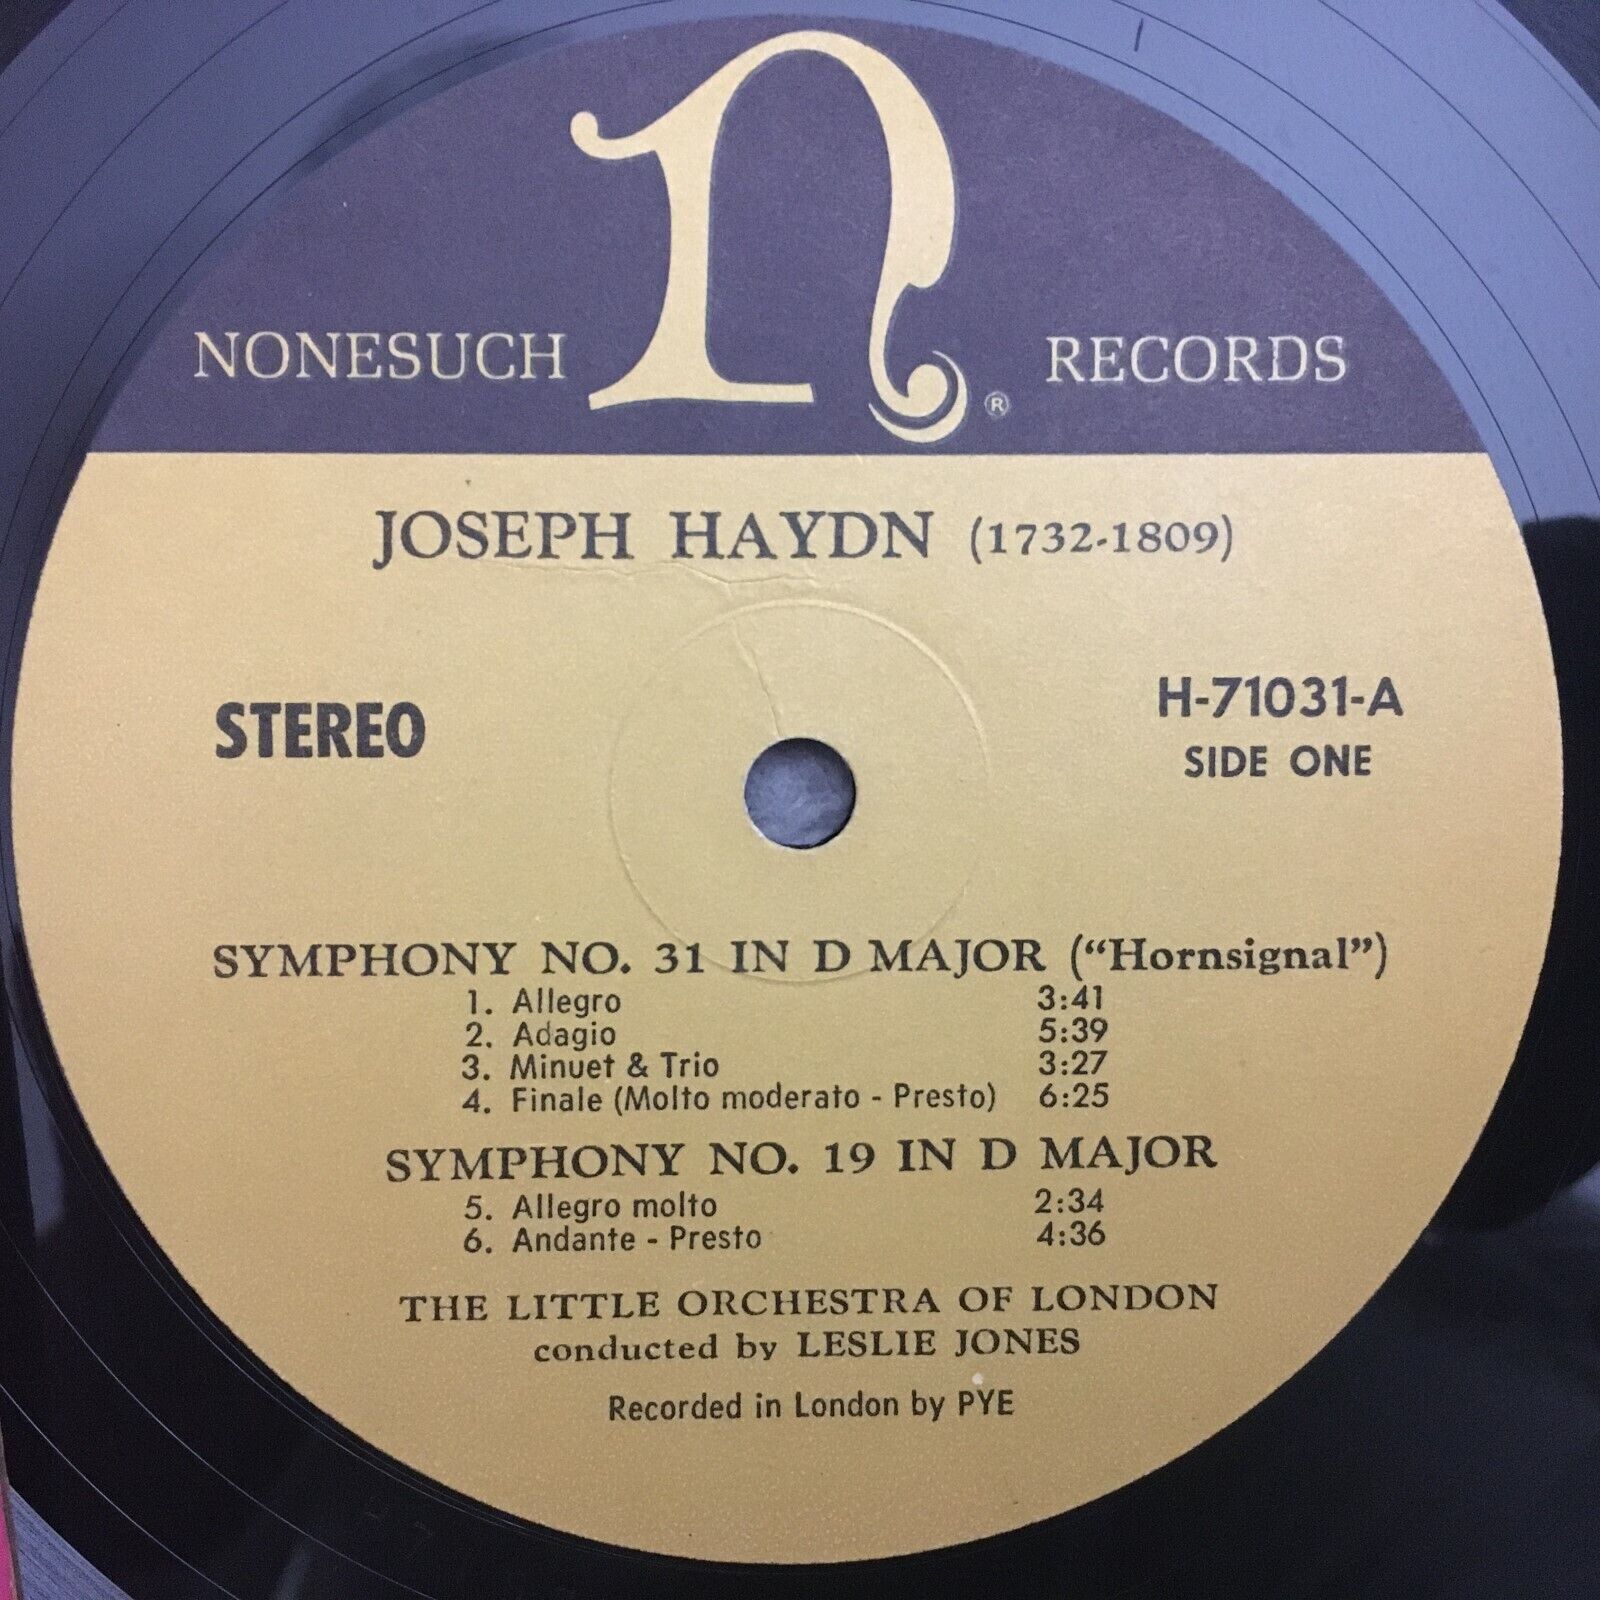 n
NONESUCH RECORDS
®
JOSEPH HAYDN (1732-1809)
STEREO
H-71031-A
SIDE ONE
SYMPHONY NO. 31 IN D MAJOR (“Hornsignal”)
1. Allegro 3:41
2. Adagio 5:39
3. Minuet & Trio 3:27
4. Finale (Molto moderato - Presto) 6:25
SYMPHONY NO. 19 IN D MAJOR
5. Allegro molto 2:34
6. Andante - Presto 4:36
THE LITTLE ORCHESTRA OF LONDON
conducted by LESLIE JONES
Recorded in London by PYE